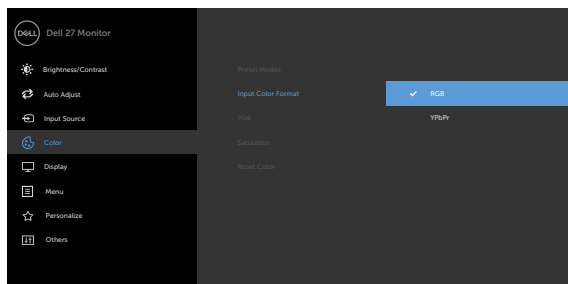 DELL Dell 27 Monitor
Brightness/Contrast
Auto Adjust
Input Source
Color
Display
Menu
Personalize
Others
Preset Modes
Input Color Format
Hue
Saturation
Reset Color
RGB
YPbPr